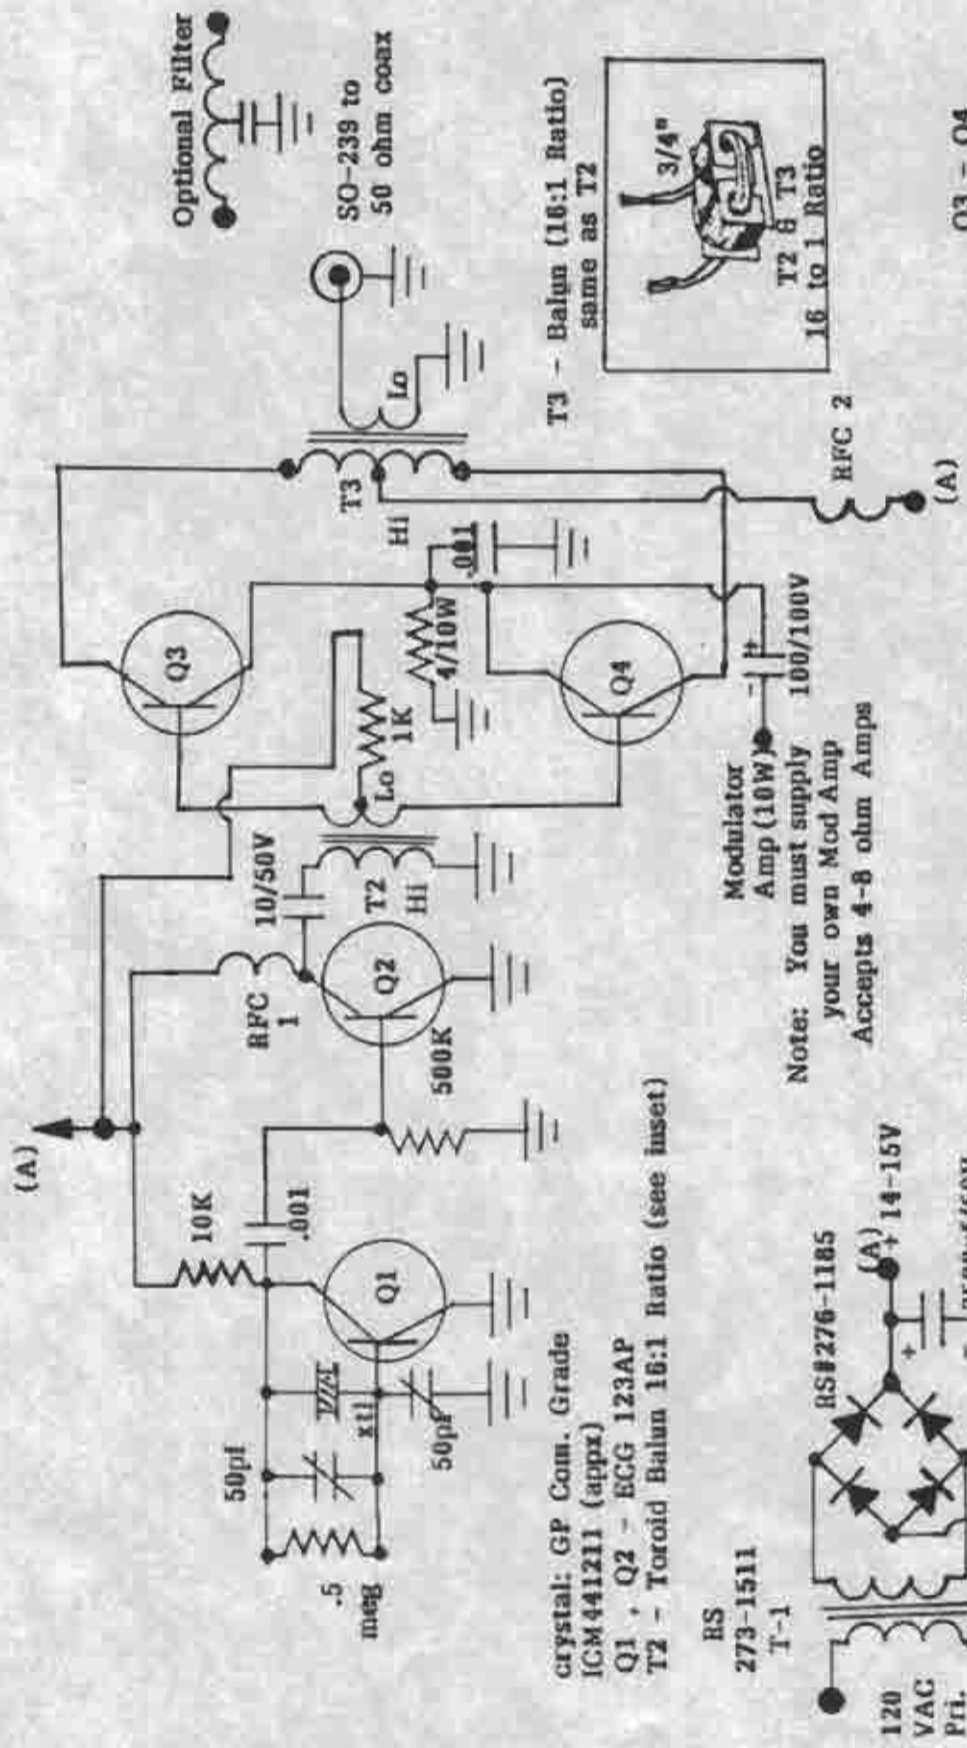 (A)
Optional Filter
SO-239 to
50 ohm coax
10K
.001
RFC
1
10/50V
Q3
T3
Hi
Lo
50pf
xtl
Q1
50pf
.5
meg
500K
Q2
T2
Hi
Lo
1K
4/10W
.001
Q4
T3 - Balun (16:1 Ratio)
same as T2
3/4"
T2 & T3
16 to 1 Ratio
RFC 2
(A)
Modulator
Amp (10W)
- +
100/100V
Note: You must supply
your own Mod Amp
Accepts 4-8 ohm Amps
crystal: GP Com. Grade
ICM 441211 (appx)
Q1 , Q2 - ECG 123AP
T2 - Toroid Balun 16:1 Ratio (see inset)
RS
273-1511
T-1
RS#276-1185
(A)
+ 14-15V
+
120
VAC
Pri.
Q3 - Q4